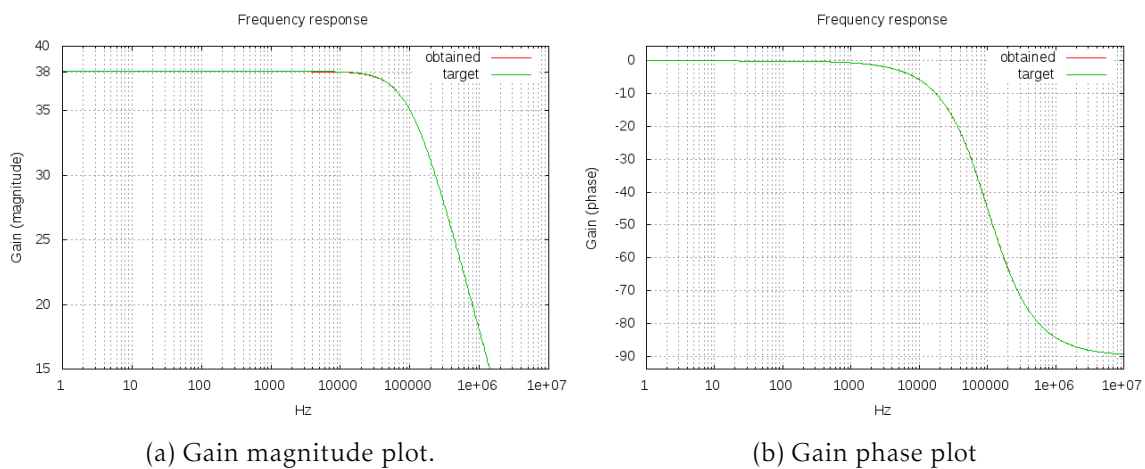 Frequency response
40
38
35
30
25
20
15
Gain (magnitude)
obtained
target
1
10
100
1000
10000
100000
1e+06
1e+07
Hz
(a) Gain magnitude plot.
Frequency response
0
-10
-20
-30
-40
-50
-60
-70
-80
-90
Gain (phase)
obtained
target
1
10
100
1000
10000
100000
1e+06
1e+07
Hz
(b) Gain phase plot